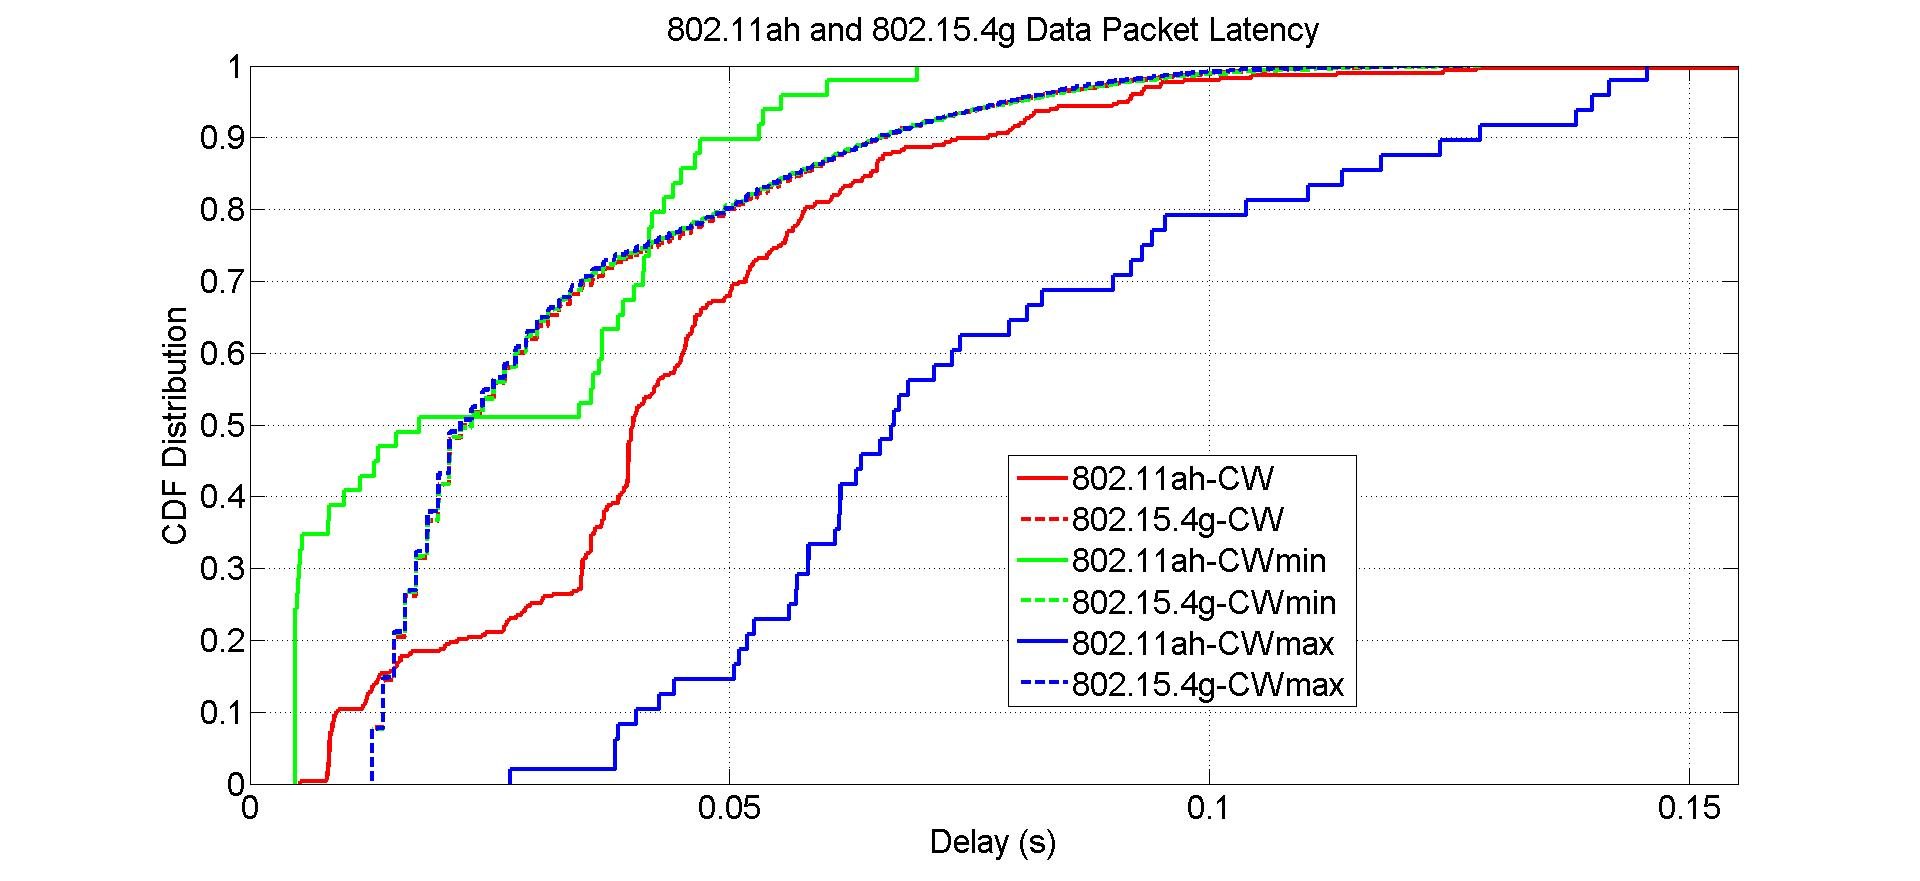 802.11ah and 802.15.4g Data Packet Latency
1
0.9
0.8
0.7
0.6
0.5
0.4
0.3
0.2
0.1
0
CDF Distribution
802.11ah-CW
802.15.4g-CW
802.11ah-CWmin
802.15.4g-CWmin
802.11ah-CWmax
802.15.4g-CWmax
0 0.05 0.1 0.15
Delay (s)